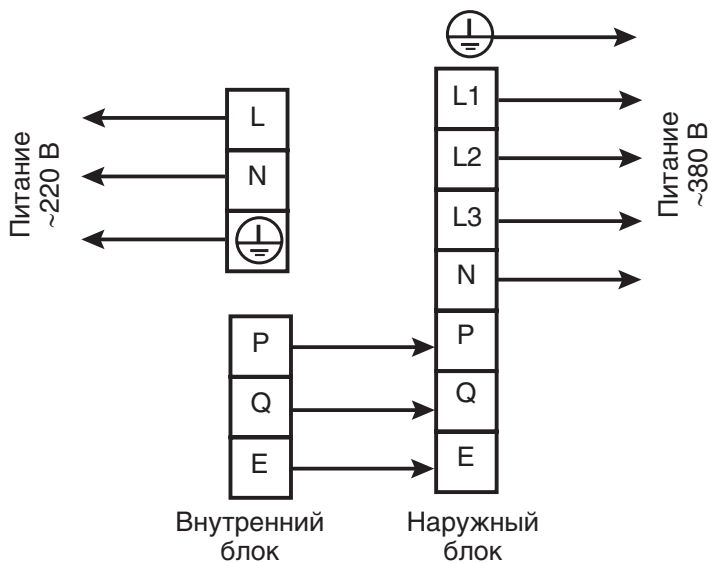 Питание
~220 В
L
N
P
Q
E
Внутренний
блок
L1
L2
L3
N
P
Q
E
Наружный
блок
Питание
~380 В